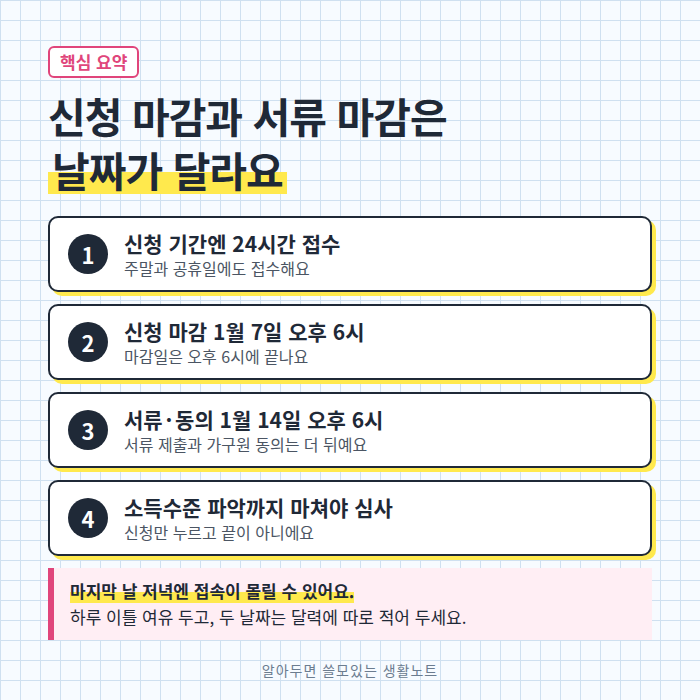 핵심 요약
신청 마감과 서류 마감은
날짜가 달라요
1
신청 기간엔 24시간 접수
주말과 공휴일에도 접수해요
2
신청 마감 1월 7일 오후 6시
마감일은 오후 6시에 끝나요
3
서류·동의 1월 14일 오후 6시
서류 제출과 가구원 동의는 더 뒤예요
4
소득수준 파악까지 마쳐야 심사
신청만 누르고 끝이 아니에요
마지막 날 저녁엔 접속이 몰릴 수 있어요.
하루 이틀 여유 두고, 두 날짜는 달력에 따로 적어 두세요.
알아두면 쓸모있는 생활노트